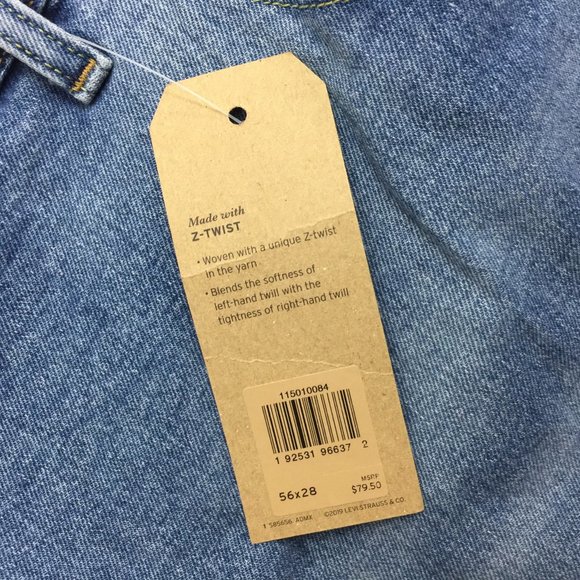 Made with
Z-TWIST
• Woven with a unique Z-twist
in the yarn
• Blends the softness of
left-hand twill with the
tightness of right-hand twill
115010084
1 92531 96637 2
56x28
MSRP
$79.50
1 585656 ADMX ©2019 LEVI STRAUSS & CO.